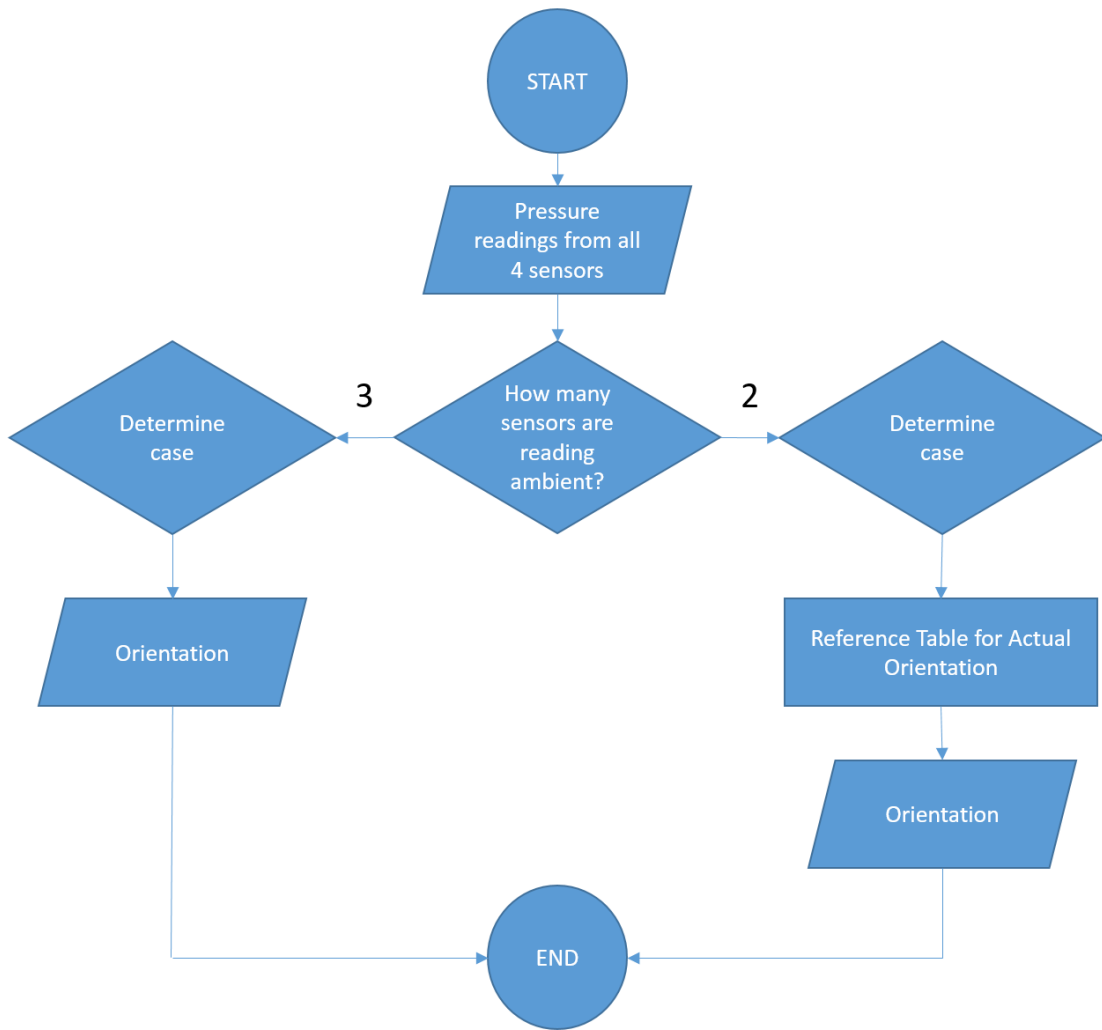 START
Pressure
readings from all
4 sensors
How many
sensors are
reading
ambient?
3
2
Determine
case
Determine
case
Orientation
Reference Table for Actual
Orientation
Orientation
END